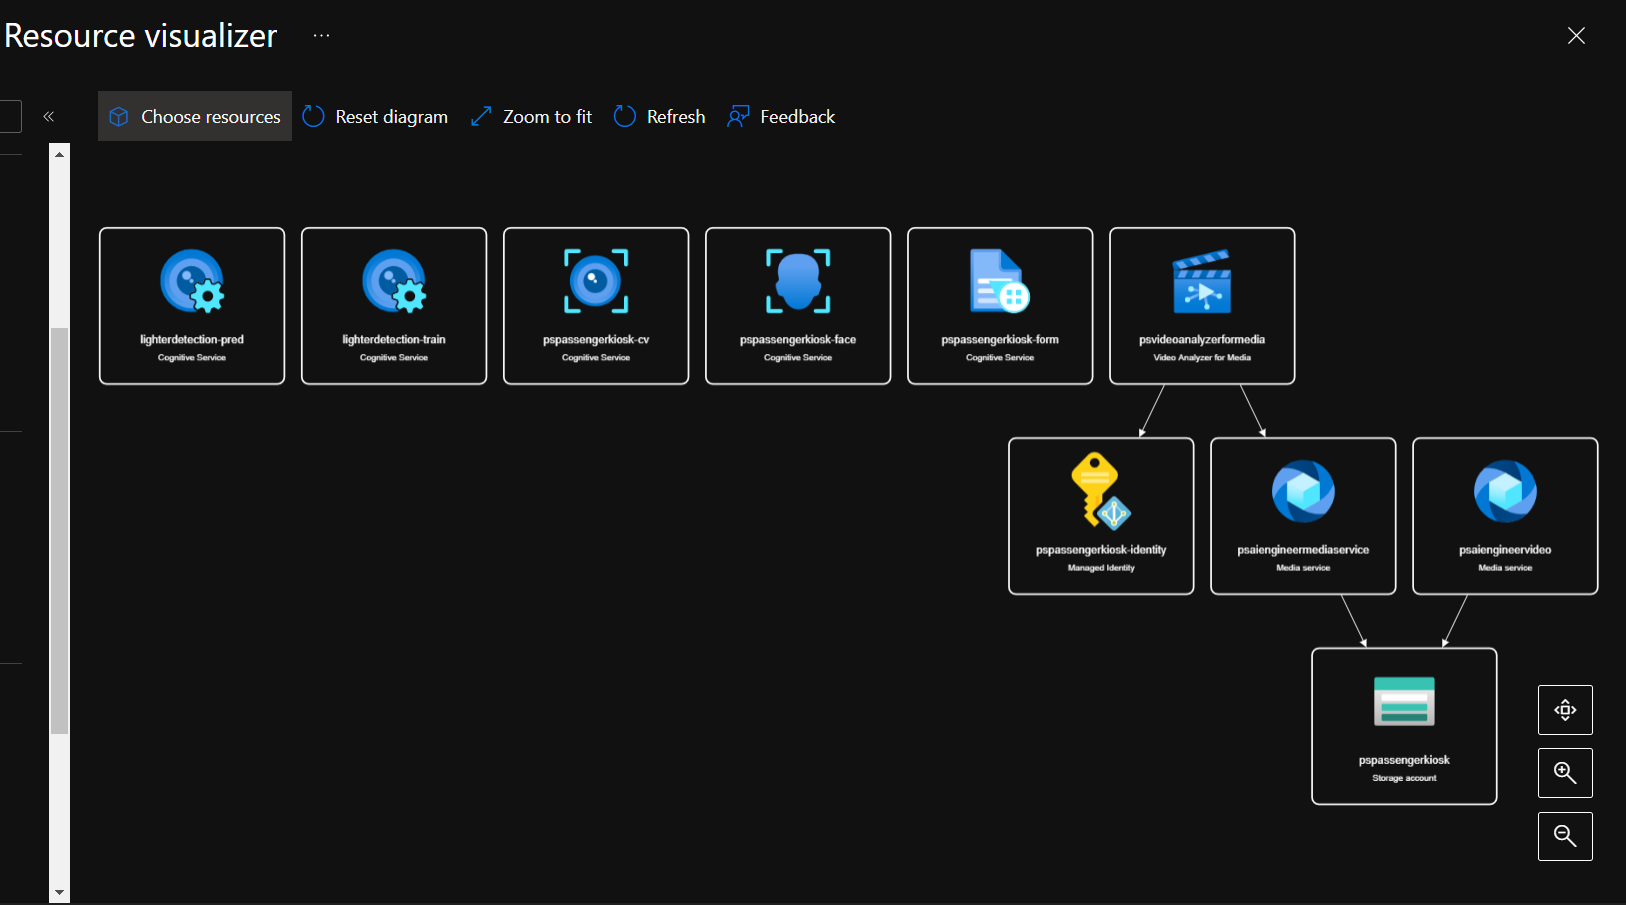 Resource visualizer ...
«
Choose resources
Reset diagram
Zoom to fit
Refresh
Feedback
lighterdetection-pred
Cognitive Service
lighterdetection-train
Cognitive Service
pspassengerkiosk-cv
Cognitive Service
pspassengerkiosk-face
Cognitive Service
pspassengerkiosk-form
Cognitive Service
psvideoanalyzerformedia
Video Analyzer for Media
pspassengerkiosk-identity
Managed Identity
psaiengineermediaservice
Media service
psaiengineervideo
Media service
pspassengerkiosk
Storage account